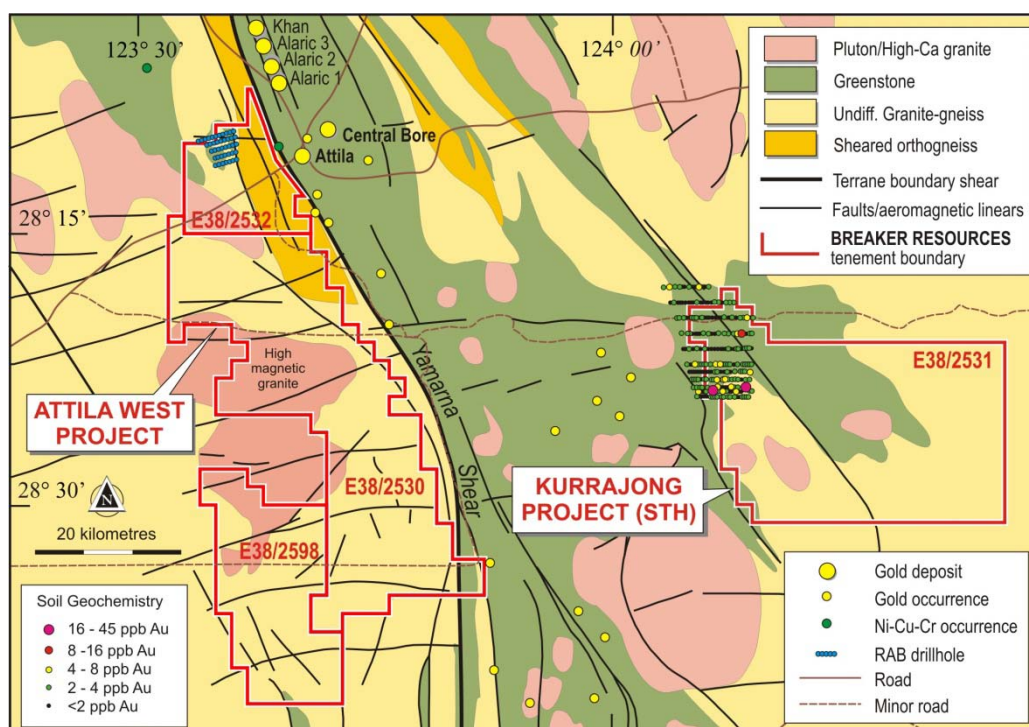 123° 30'
Khan
Alaric 3
Alaric 2
Alaric 1
124° 00'
Central Bore
Attila
28° 15'
E38/2532
High
magnetic
granite
ATTILA WEST
PROJECT
Yamarna
Shear
E38/2531
28° 30'
N
20 kilometres
E38/2530
E38/2598
KURRAJONG
PROJECT (STH)
Pluton/High-Ca granite
Greenstone
Undiff. Granite-gneiss
Sheared orthogneiss
Terrane boundary shear
Faults/aeromagnetic linears
BREAKER RESOURCES
tenement boundary
Soil Geochemistry
16 - 45 ppb Au
8 -16 ppb Au
4 - 8 ppb Au
2 - 4 ppb Au
<2 ppb Au
Gold deposit
Gold occurrence
Ni-Cu-Cr occurrence
RAB drillhole
Road
Minor road